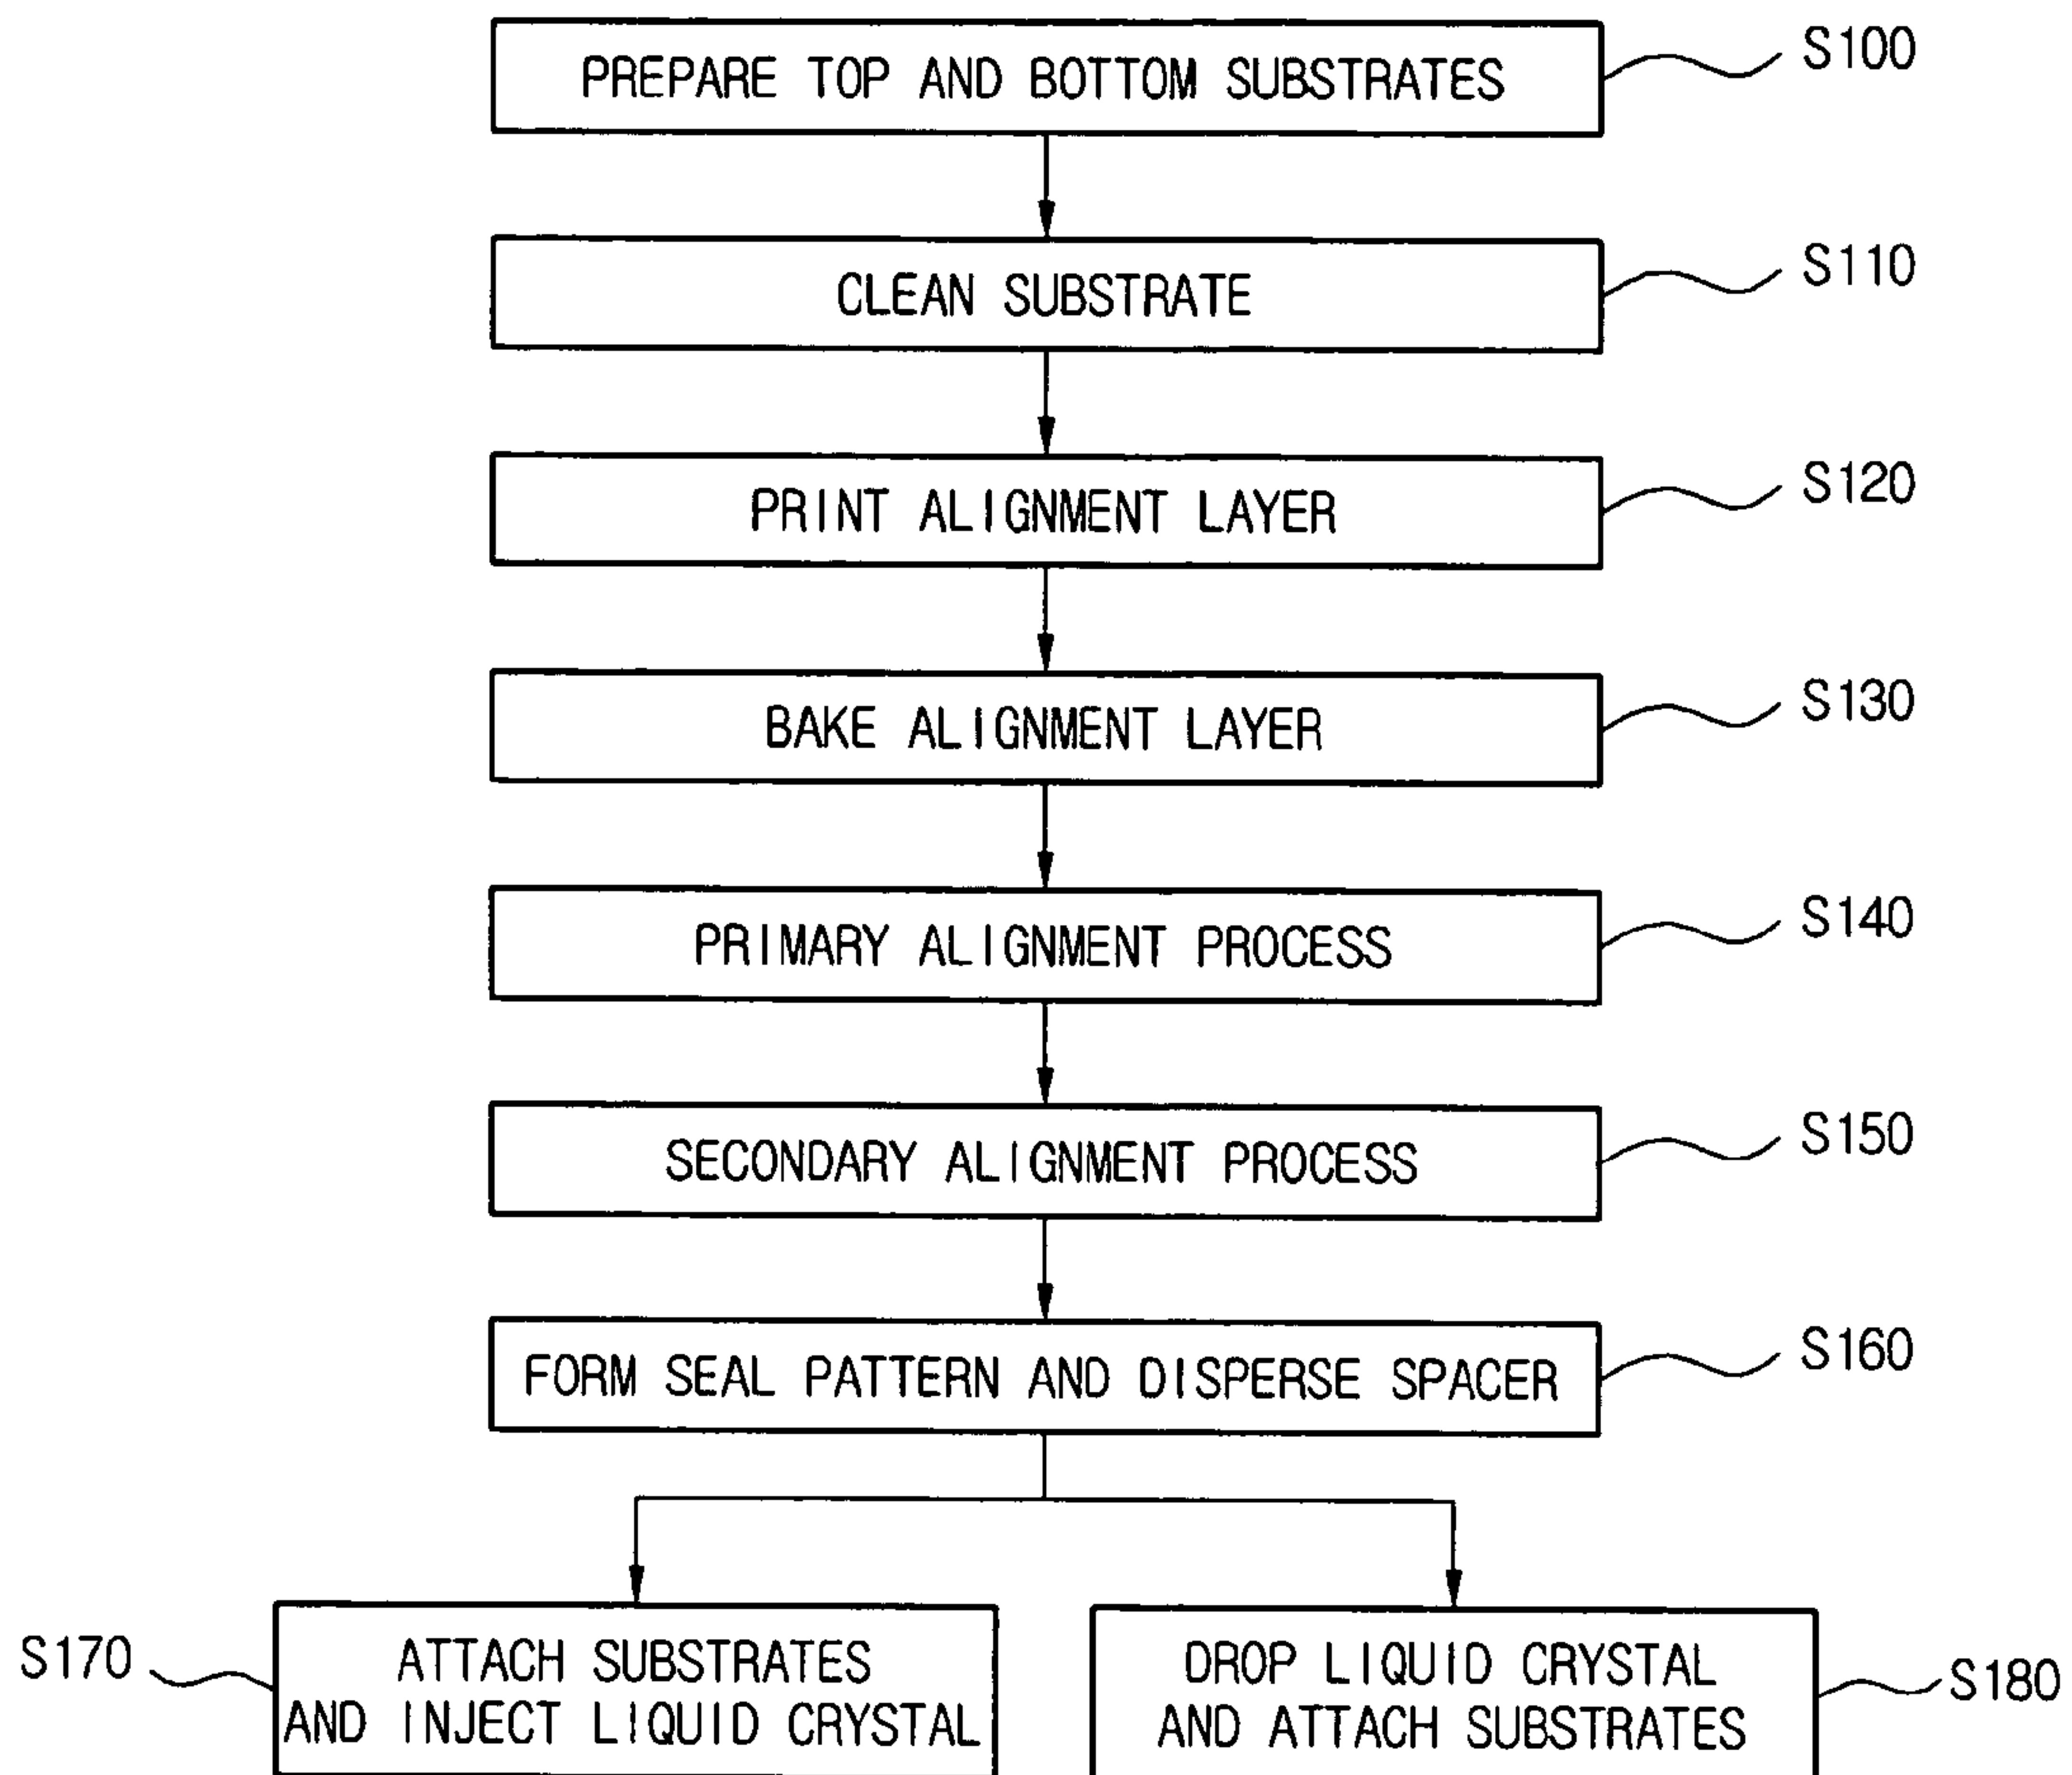 PREPARE TOP AND BOTTOM SUBSTRATES
S100
CLEAN SUBSTRATE
S110
PRINT ALIGNMENT LAYER
S120
BAKE ALIGNMENT LAYER
S130
PRIMARY ALIGNMENT PROCESS
S140
SECONDARY ALIGNMENT PROCESS
S150
FORM SEAL PATTERN AND DISPERSE SPACER
S160
S170
ATTACH SUBSTRATES
AND INJECT LIQUID CRYSTAL
DROP LIQUID CRYSTAL
AND ATTACH SUBSTRATES
S180